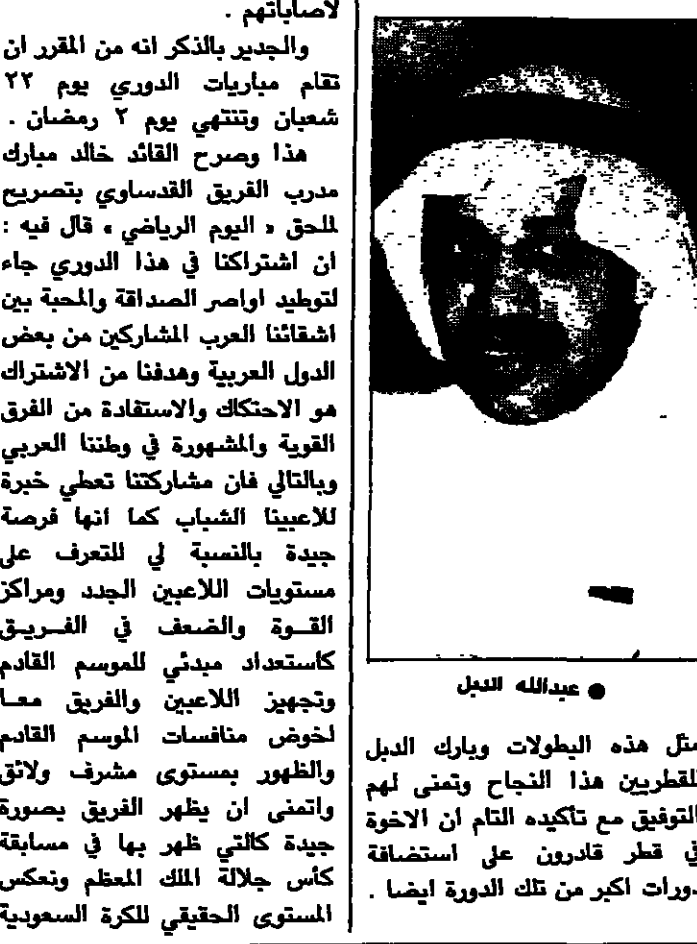 لاصاباتهم .
والجدير بالذكر انه من المقرر ان
تقام مباريات الدوري يوم ٢٢
شعبان وتنتهي يوم ٢ رمضان .
هذا وصرح القائد خالد مبارك
مدرب الفريق القدساوي بتصريح
لملحق « اليوم الرياضي » قال فيه :
ان اشتراكنا في هذا الدوري جاء
لتوطيد اواصر الصداقة والمحبة بين
اشقائنا العرب المشاركين من بعض
الدول العربية وهدفنا من الاشتراك
هو الاحتكاك والاستفادة من الفرق
القوية والمشهورة في وطننا العربي
وبالتالي فان مشاركتنا تعطي خبرة
للاعبينا الشباب كما انها فرصة
جيدة بالنسبة لي للتعرف على
مستويات اللاعبين الجدد ومراكز
القوة والضعف في الفريق
كاستعداد مبدئي للموسم القادم
وتجهيز اللاعبين والفريق معا
لخوض منافسات الموسم القادم
والظهور بمستوى مشرف ولائق
واتمنى ان يظهر الفريق بصورة
جيدة كالتي ظهر بها في مسابقة
كأس جلالة الملك المعظم ونعكس
المستوى الحقيقي للكرة السعودية
● عبدالله الدبل
مثل هذه البطولات وبارك الدبل
للقطريين هذا النجاح وتمنى لهم
التوفيق مع تأكيده التام ان الاخوة
في قطر قادرون على استضافة
دورات اكبر من تلك الدورة ايضا .